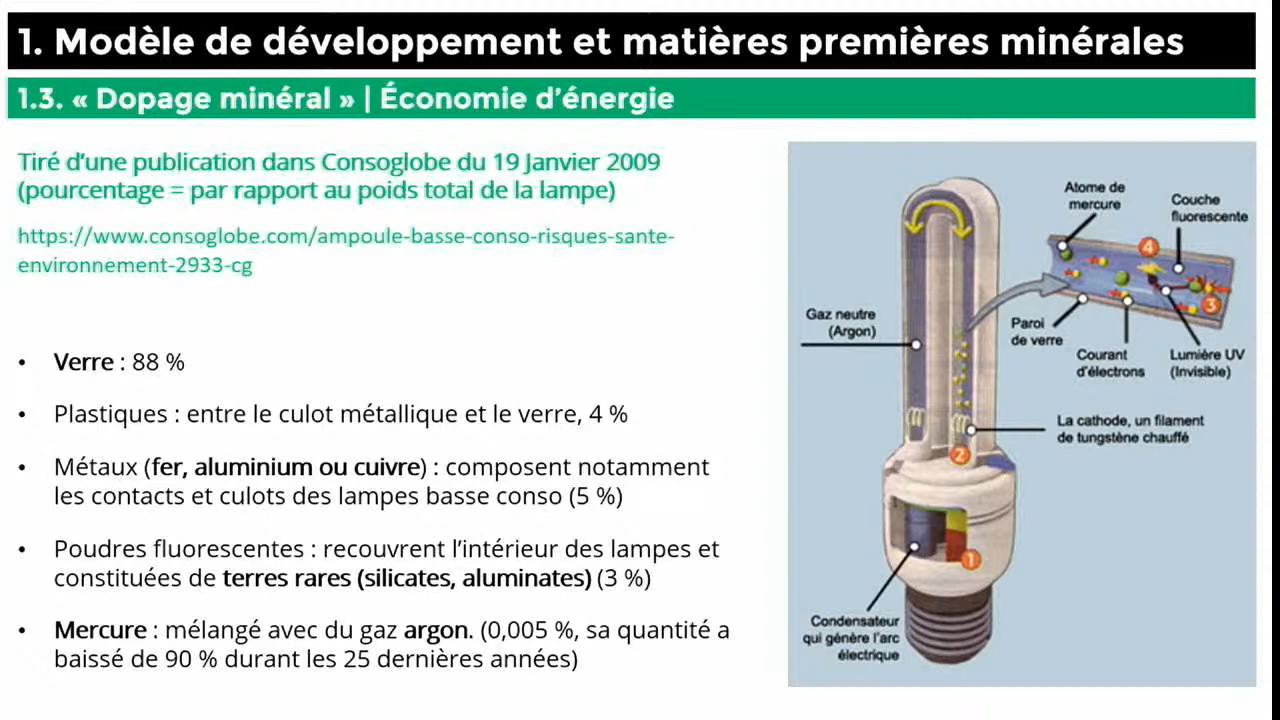 1. Modèle de développement et matières premières minérales
1.3. « Dopage minéral » | Économie d’énergie
Tiré d’une publication dans Consoglobe du 19 Janvier 2009
(pourcentage = par rapport au poids total de la lampe)
https://www.consoglobe.com/ampoule-basse-conso-risques-sante-
environnement-2933-cg
• Verre : 88 %
• Plastiques : entre le culot métallique et le verre, 4 %
• Métaux (fer, aluminium ou cuivre) : composent notamment
les contacts et culots des lampes basse conso (5 %)
• Poudres fluorescentes : recouvrent l’intérieur des lampes et
constituées de terres rares (silicates, aluminates) (3 %)
• Mercure : mélangé avec du gaz argon. (0,005 %, sa quantité a
baissé de 90 % durant les 25 dernières années)
Atome de
mercure
Couche
fluorescente
4
3
Gaz neutre
(Argon)
Paroi
de verre
Courant
d’électrons
Lumière UV
(Invisible)
La cathode, un filament
de tungstène chauffé
2
1
Condensateur
qui génère l’arc
électrique